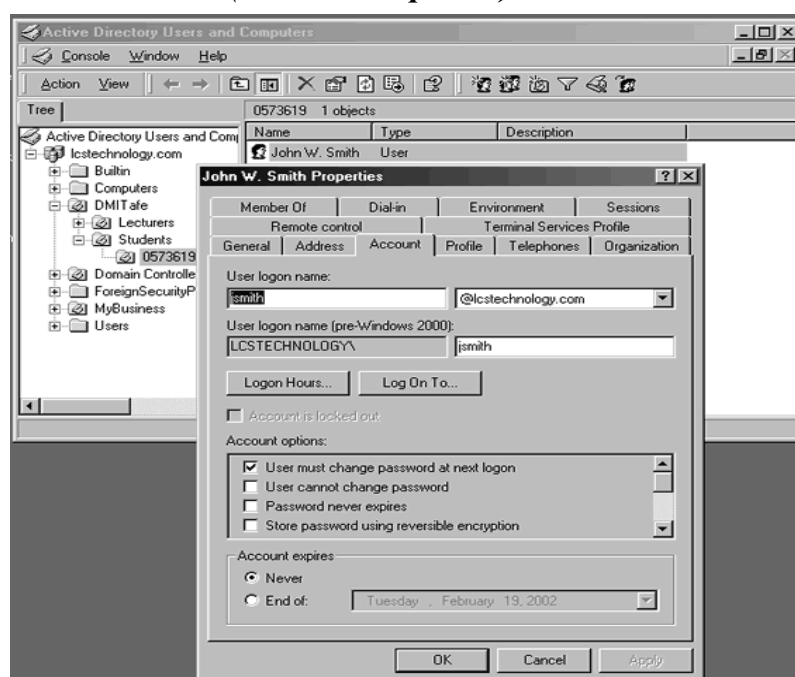 Active Directory Users and Computers
Console Window Help
Action View
Tree
0573619 1 objects
Active Directory Users and Comp
Name Type Description
lcstechnology.com
John W. Smith User
Builtin
Computers
DMITafe
Lecturers
Students
0573619
Domain Controlle
ForeignSecurityP
MyBusiness
Users
John W. Smith Properties
Member Of Dial-in Environment Sessions
Remote control Terminal Services Profile
General Address Account Profile Telephones Organization
User logon name:
jsmith @lcstechnology.com
User logon name (pre-Windows 2000):
LCSTECHNOLOGY\ jsmith
Logon Hours... Log On To...
Account is locked out
Account options:
User must change password at next logon
User cannot change password
Password never expires
Store password using reversible encryption
Account expires
Never
End of: Tuesday , February 19, 2002
OK Cancel Apply